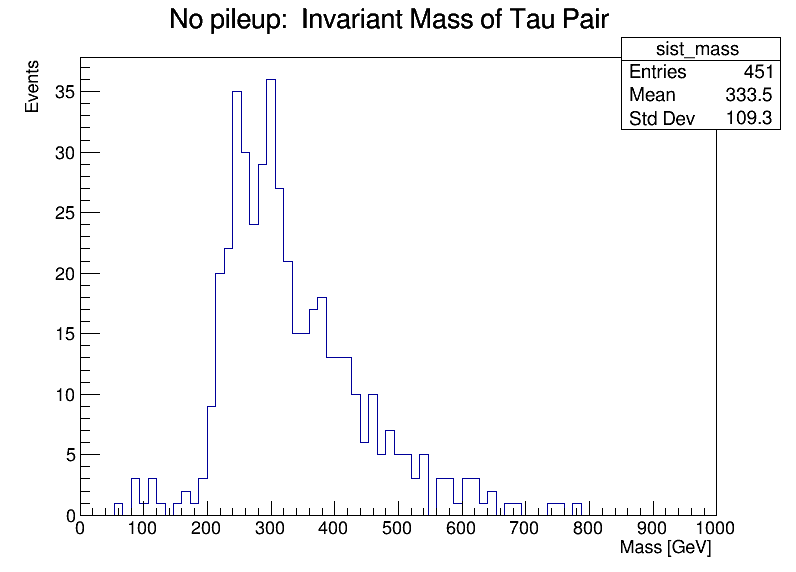 No pileup:  Invariant Mass of Tau Pair
sist_mass
Entries 451
Mean 333.5
Std Dev 109.3
Events
35
30
25
20
15
10
5
0
0 100 200 300 400 500 600 700 800 900 1000
Mass [GeV]